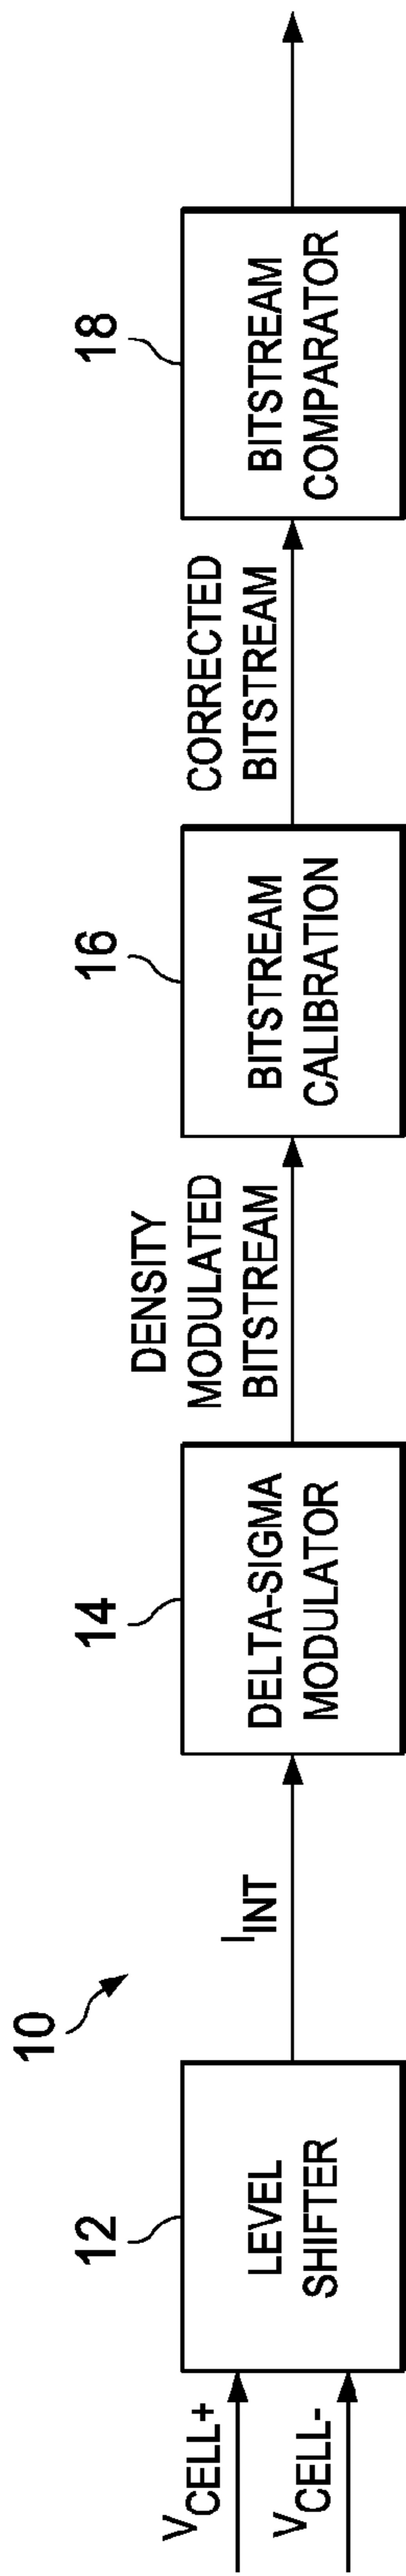 10
V_CELL+
V_CELL-
12
LEVEL
SHIFTER
I_INT
14
DELTA-SIGMA
MODULATOR
DENSITY
MODULATED
BITSTREAM
16
BITSTREAM
CALIBRATION
CORRECTED
BITSTREAM
18
BITSTREAM
COMPARATOR